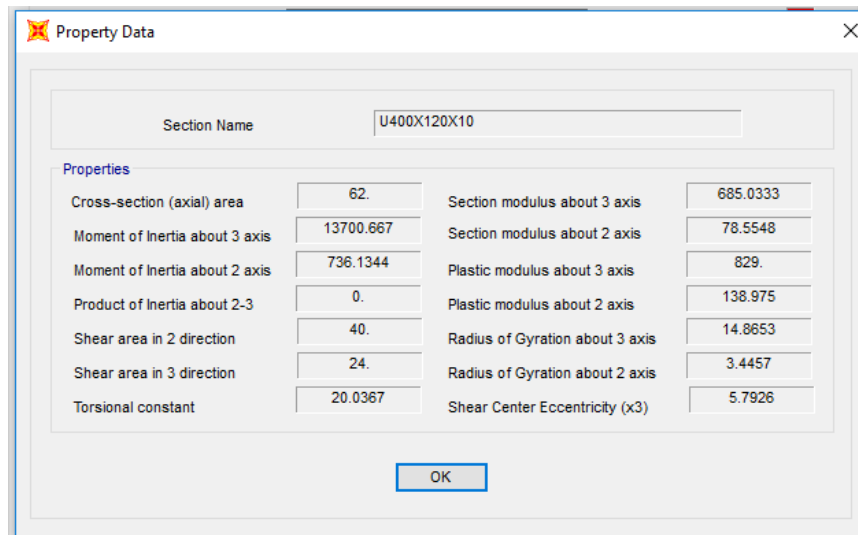 Property Data
Section Name U400X120X10
Properties
Cross-section (axial) area 62. Section modulus about 3 axis 685.0333
Moment of Inertia about 3 axis 13700.667 Section modulus about 2 axis 78.5548
Moment of Inertia about 2 axis 736.1344 Plastic modulus about 3 axis 829.
Product of Inertia about 2-3 0. Plastic modulus about 2 axis 138.975
Shear area in 2 direction 40. Radius of Gyration about 3 axis 14.8653
Shear area in 3 direction 24. Radius of Gyration about 2 axis 3.4457
Torsional constant 20.0367 Shear Center Eccentricity (x3) 5.7926
OK